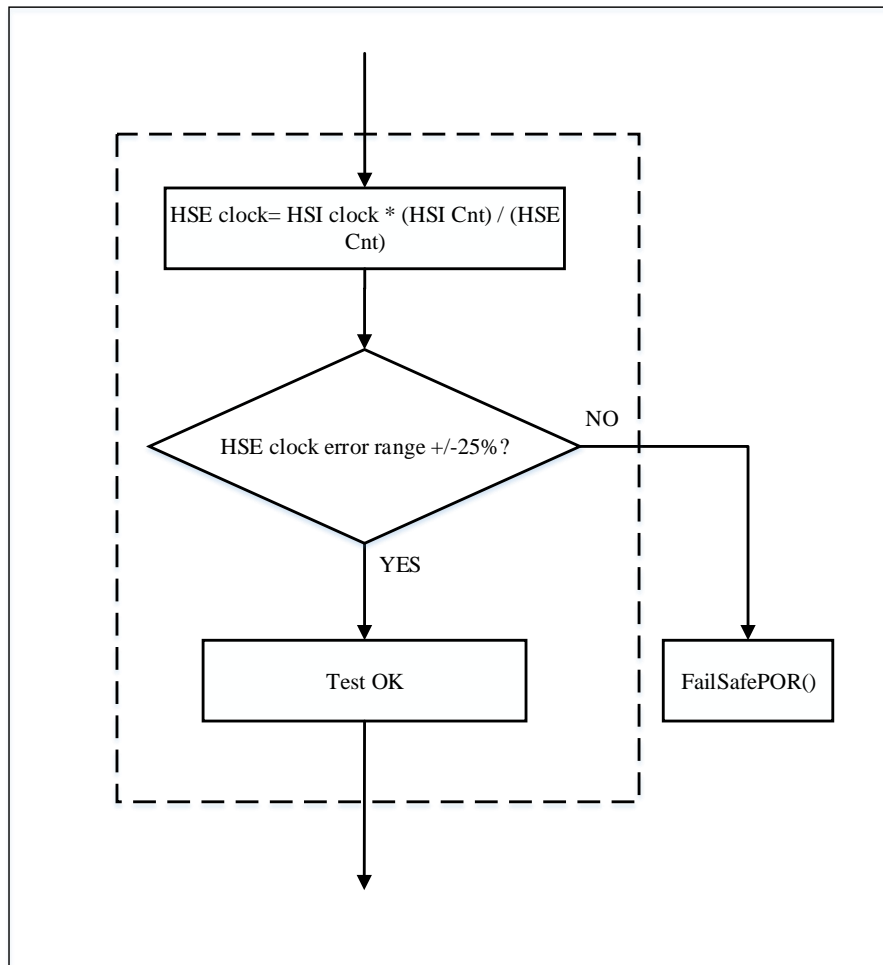 HSE clock= HSI clock * (HSI Cnt) / (HSE
Cnt)
HSE clock error range +/-25%?
NO
YES
Test OK
FailSafePOR()